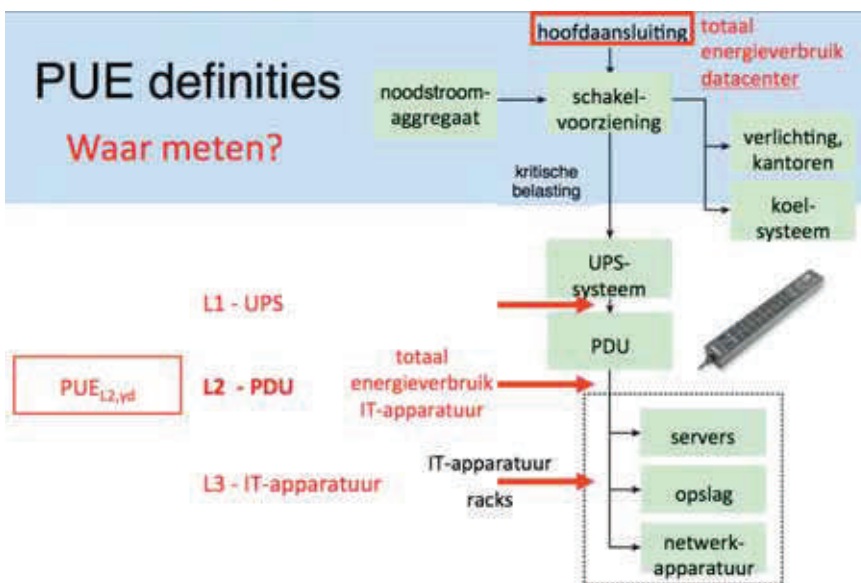 PUE definities
Waar meten?
hoofdaansluiting
totaal
energieverbruik
datacenter
noodstroom-
aggregaat
schakel-
voorziening
verlichting,
kantoren
koel-
systeem
kritische
belasting
UPS-
systeem
L1 - UPS
PDU
PUE L2,yd
L2 - PDU
totaal
energieverbruik
IT-apparatuur
servers
L3 - IT-apparatuur
IT-apparatuur
racks
opslag
netwerk-
apparatuur